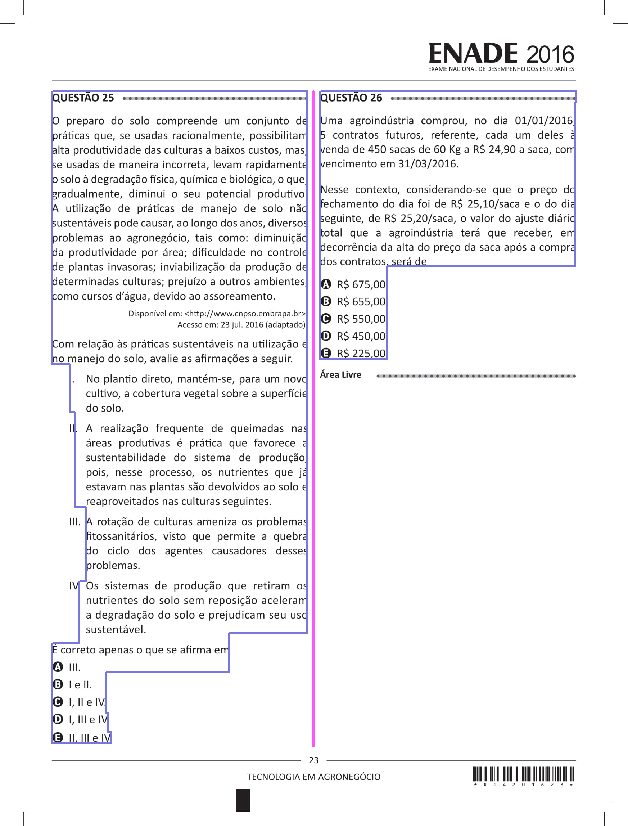 ENADE 2016
EXAME NACIONAL DE DESEMPENHO DOS ESTUDANTES
QUESTÃO 25
O preparo do solo compreende um conjunto de
práticas que, se usadas racionalmente, possibilitam
alta produtividade das culturas a baixos custos, mas,
se usadas de maneira incorreta, levam rapidamente
o solo à degradação física, química e biológica, o que,
gradualmente, diminui o seu potencial produtivo.
A utilização de práticas de manejo de solo não
sustentáveis pode causar, ao longo dos anos, diversos
problemas ao agronegócio, tais como: diminuição
da produtividade por área; dificuldade no controle
de plantas invasoras; inviabilização da produção de
determinadas culturas; prejuízo a outros ambientes,
como cursos d'água, devido ao assoreamento.
Disponível em: <http://www.cnpso.embrapa.br>
Acesso em: 23 jul. 2016 (adaptado).
Com relação às práticas sustentáveis na utilização e
no manejo do solo, avalie as afirmações a seguir.
I. No plantio direto, mantém-se, para um novo
cultivo, a cobertura vegetal sobre a superfície
do solo.
II. A realização frequente de queimadas nas
áreas produtivas é prática que favorece a
sustentabilidade do sistema de produção,
pois, nesse processo, os nutrientes que já
estavam nas plantas são devolvidos ao solo e
reaproveitados nas culturas seguintes.
III. A rotação de culturas ameniza os problemas
fitossanitários, visto que permite a quebra
do ciclo dos agentes causadores desses
problemas.
IV. Os sistemas de produção que retiram os
nutrientes do solo sem reposição aceleram
a degradação do solo e prejudicam seu uso
sustentável.
É correto apenas o que se afirma em
A III.
B I e II.
C I, II e IV.
D I, III e IV.
E II, III e IV.
QUESTÃO 26
Uma agroindústria comprou, no dia 01/01/2016,
5 contratos futuros, referente, cada um deles à
venda de 450 sacas de 60 Kg a R$ 24,90 a saca, com
vencimento em 31/03/2016.
Nesse contexto, considerando-se que o preço do
fechamento do dia foi de R$ 25,10/saca e o do dia
seguinte, de R$ 25,20/saca, o valor do ajuste diário
total que a agroindústria terá que receber, em
decorrência da alta do preço da saca após a compra
dos contratos, será de
A R$ 675,00
B R$ 655,00
C R$ 550,00
D R$ 450,00
E R$ 225,00
Área Livre
23
TECNOLOGIA EM AGRONEGÓCIO